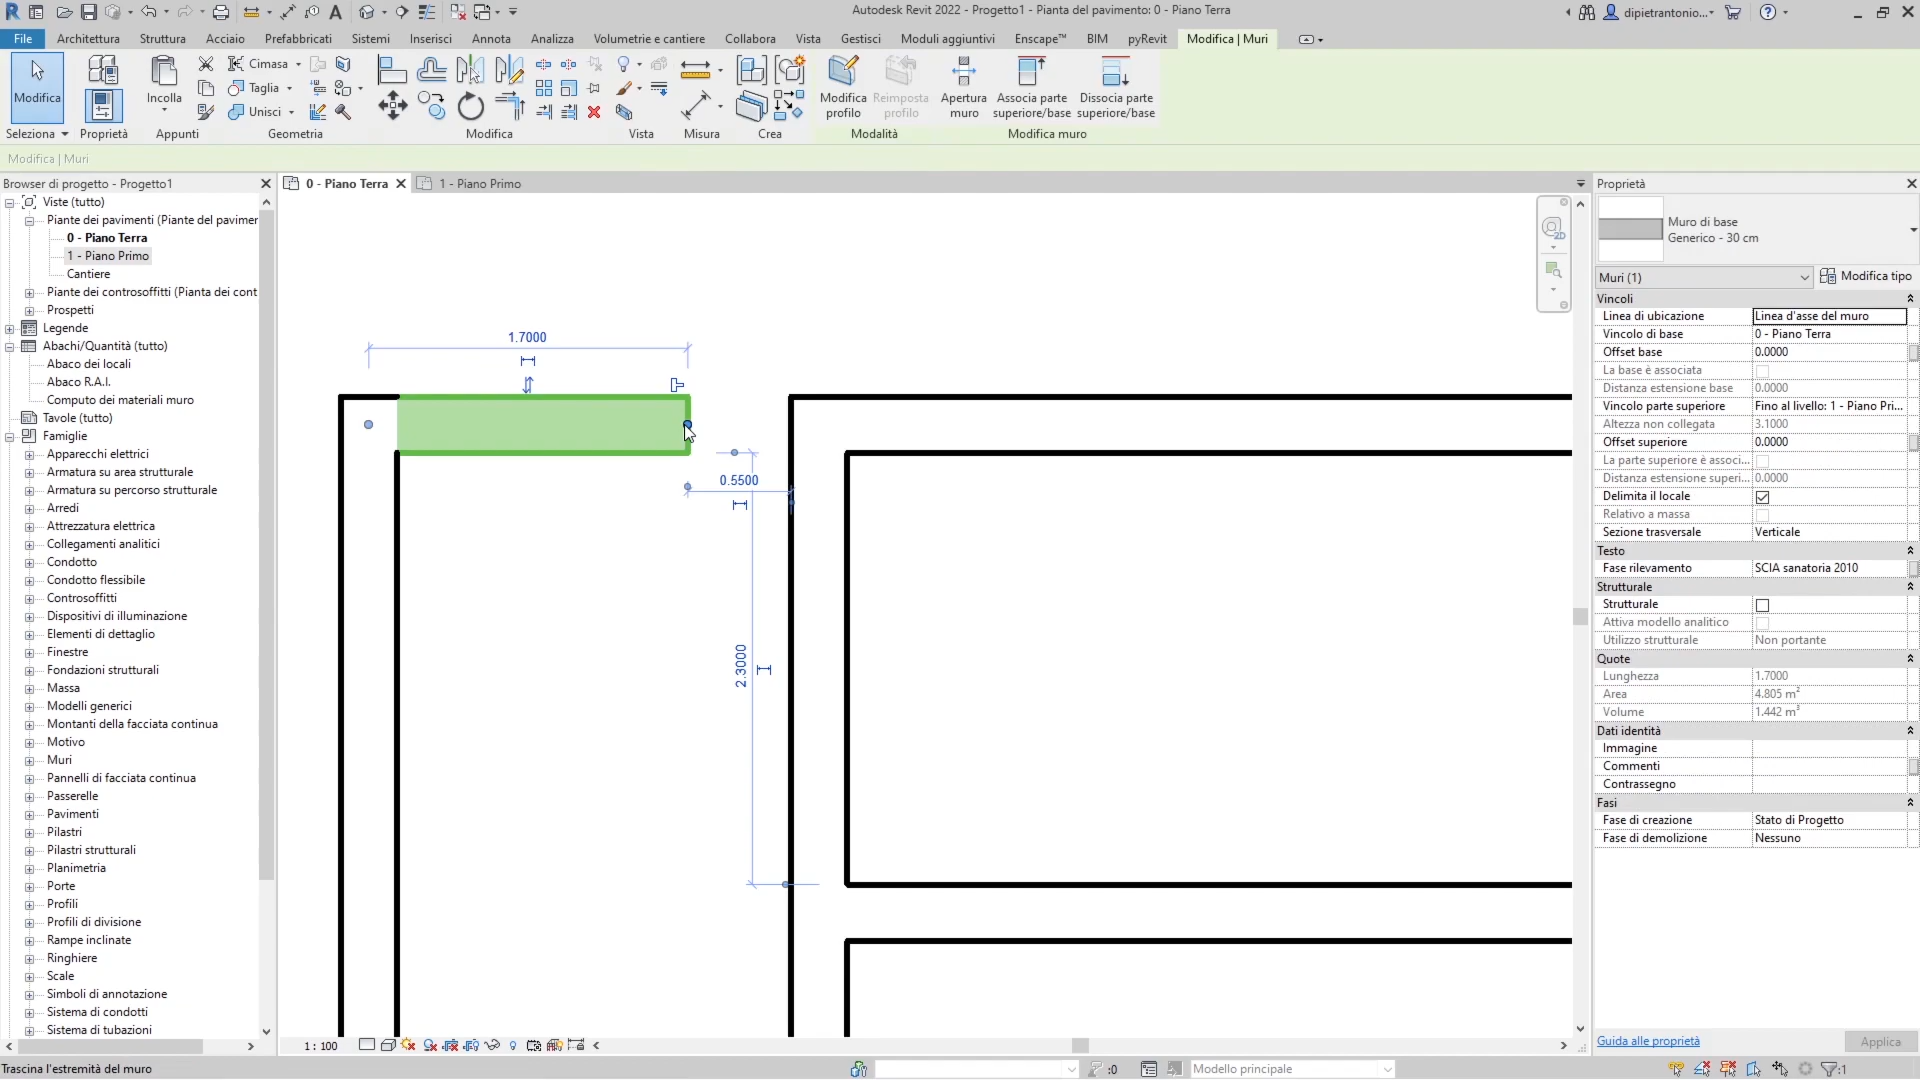 Autodesk Revit 2022 - Progetto1 - Pianta del pavimento: 0 - Piano Terra
dipietrantonio...
File
Architettura
Struttura
Acciaio
Prefabbricati
Sistemi
Inserisci
Annota
Analizza
Volumetrie e cantiere
Collabora
Vista
Gestisci
Moduli aggiuntivi
Enscape™
BIM
pyRevit
Modifica | Muri
Modifica
Incolla
Cimasa
Taglia
Unisci
Modifica profilo
Reimposta profilo
Apertura muro
Associa parte superiore/base
Dissocia parte superiore/base
Seleziona
Proprietà
Appunti
Geometria
Modifica
Vista
Misura
Crea
Modalità
Modifica muro
Modifica | Muri
Browser di progetto - Progetto1
Viste (tutto)
Piante dei pavimenti (Piante del pavimer
0 - Piano Terra
1 - Piano Primo
Cantiere
Piante dei controsoffitti (Pianta dei cont
Prospetti
Legende
Abachi/Quantità (tutto)
Abaco dei locali
Abaco R.A.I.
Computo dei materiali muro
Tavole (tutto)
Famiglie
Apparecchi elettrici
Armatura su area strutturale
Armatura su percorso strutturale
Arredi
Attrezzatura elettrica
Collegamenti analitici
Condotto
Condotto flessibile
Controsoffitti
Dispositivi di illuminazione
Elementi di dettaglio
Finestre
Fondazioni strutturali
Massa
Modelli generici
Montanti della facciata continua
Motivo
Muri
Pannelli di facciata continua
Passerelle
Pavimenti
Pilastri
Pilastri strutturali
Planimetria
Porte
Profili
Profili di divisione
Rampe inclinate
Ringhiere
Scale
Simboli di annotazione
Sistema di condotti
Sistema di tubazioni
0 - Piano Terra
1 - Piano Primo
1.7000
0.5500
2.3000
2D
1 : 100
Proprietà
Muro di base
Generico - 30 cm
Muri (1)
Modifica tipo
Vincoli
Linea di ubicazione Linea d'asse del muro
Vincolo di base 0 - Piano Terra
Offset base 0.0000
La base è associata
Distanza estensione base 0.0000
Vincolo parte superiore Fino al livello: 1 - Piano Pri...
Altezza non collegata 3.1000
Offset superiore 0.0000
La parte superiore è associ...
Distanza estensione superi... 0.0000
Delimita il locale
Relativo a massa
Sezione trasversale Verticale
Testo
Fase rilevamento SCIA sanatoria 2010
Strutturale
Strutturale
Attiva modello analitico
Utilizzo strutturale Non portante
Quote
Lunghezza 1.7000
Area 4.805 m²
Volume 1.442 m³
Dati identità
Immagine
Commenti
Contrassegno
Fasi
Fase di creazione Stato di Progetto
Fase di demolizione Nessuno
Guida alle proprietà
Applica
Trascina l'estremità del muro
:0
Modello principale
:1